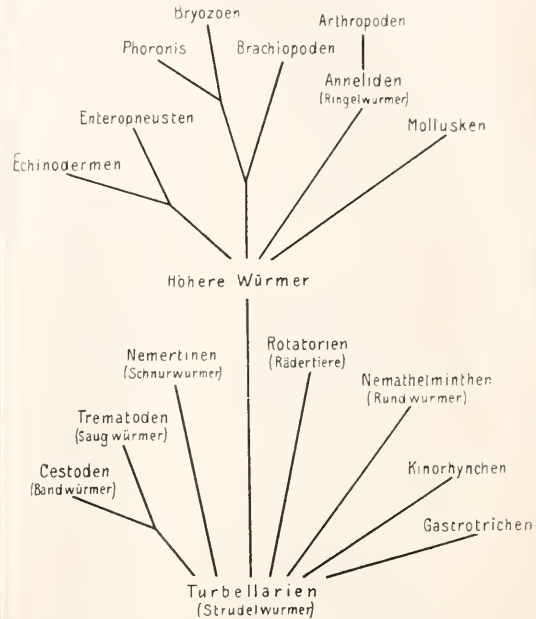 Bryozoen
Arthropoden
Phoronis
Brachiopoden
Anneliden
(Ringelwurmer)
Enteropneusten
Mollusken
Echinodermen
Höhere Würmer
Rotatorien
(Rädertiere)
Nemertinen
(Schnurwurmer)
Nemathelminthen
(Rundwurmer)
Trematoden
(Saugwürmer)
Cestoden
(Bandwürmer)
Kinorhynchen
Gastrotrichen
Turbellarien
(Strudelwurmer)